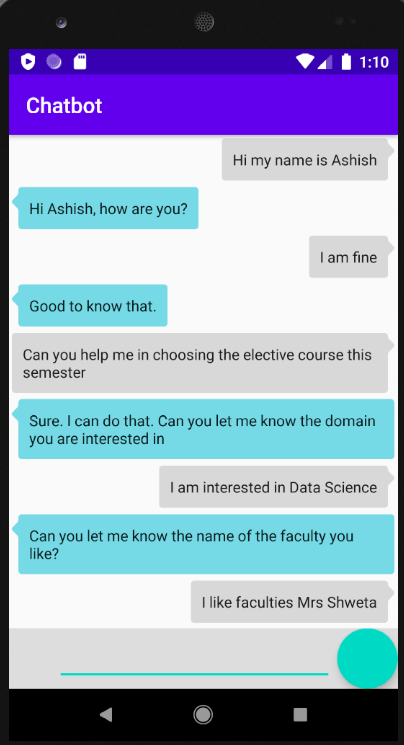 1:10
Chatbot
Hi my name is Ashish
Hi Ashish, how are you?
I am fine
Good to know that.
Can you help me in choosing the elective course this
semester
Sure. I can do that. Can you let me know the domain
you are interested in
I am interested in Data Science
Can you let me know the name of the faculty you
like?
I like faculties Mrs Shweta